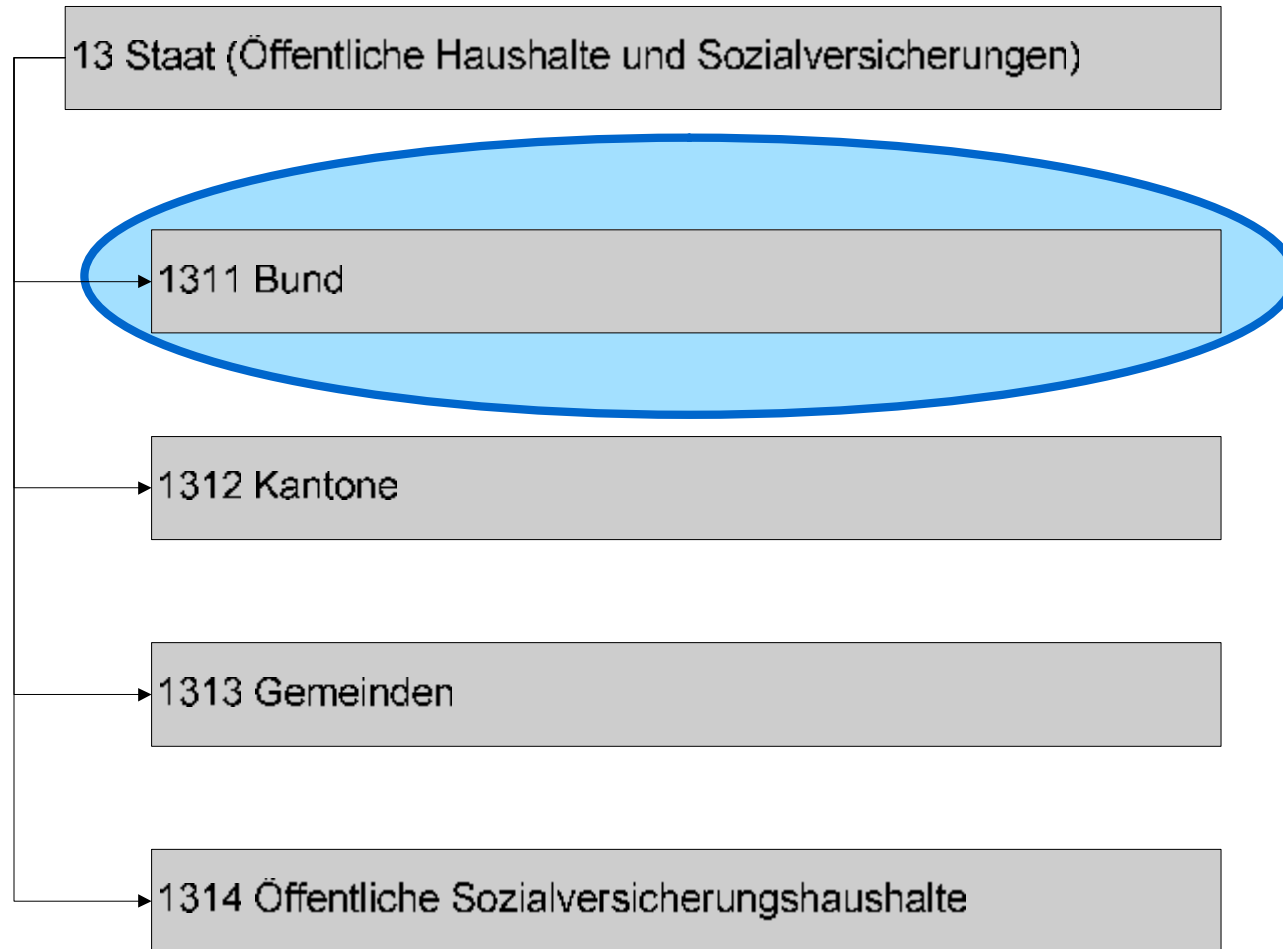 13 Staat (Öffentliche Haushalte und Sozialversicherungen)
1311 Bund
1312 Kantone
1313 Gemeinden
1314 Öffentliche Sozialversicherungshaushalte